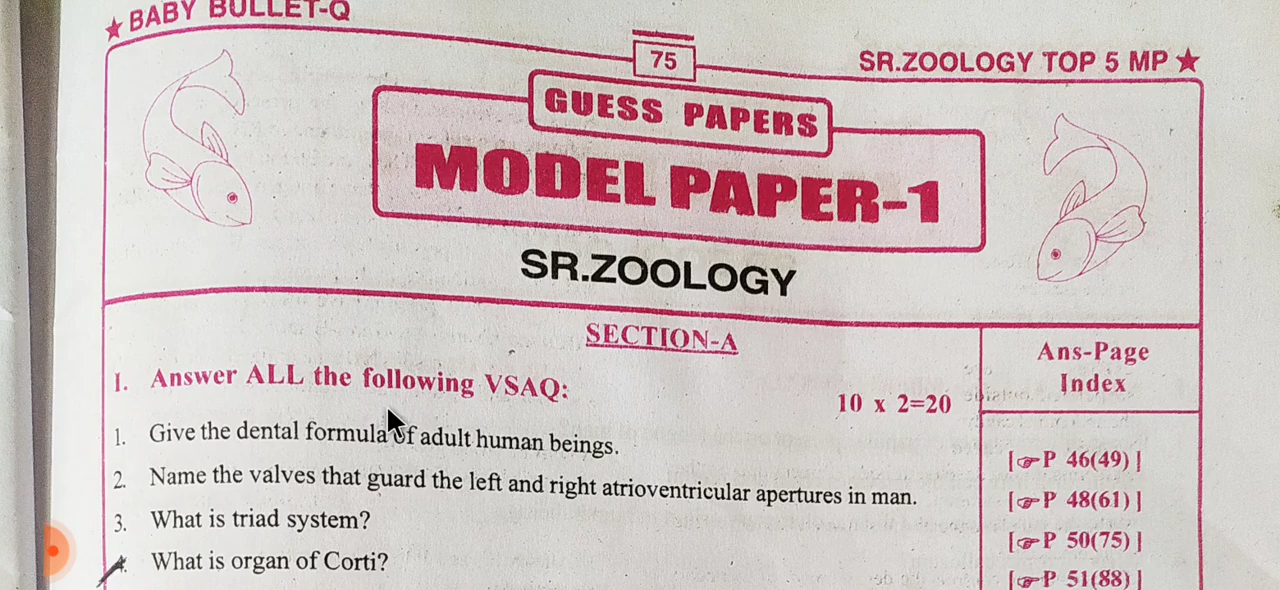 ★ BABY BULLET-Q
75
SR.ZOOLOGY TOP 5 MP ★
GUESS PAPERS
MODEL PAPER-1
SR.ZOOLOGY
SECTION-A
Ans-Page
Index
I. Answer ALL the following VSAQ:
10 x 2=20
1. Give the dental formula of adult human beings.
[☞P 46(49)]
2. Name the valves that guard the left and right atrioventricular apertures in man.
[☞P 48(61)]
3. What is triad system?
[☞P 50(75)]
4. What is organ of Corti?
[☞P 51(88)]